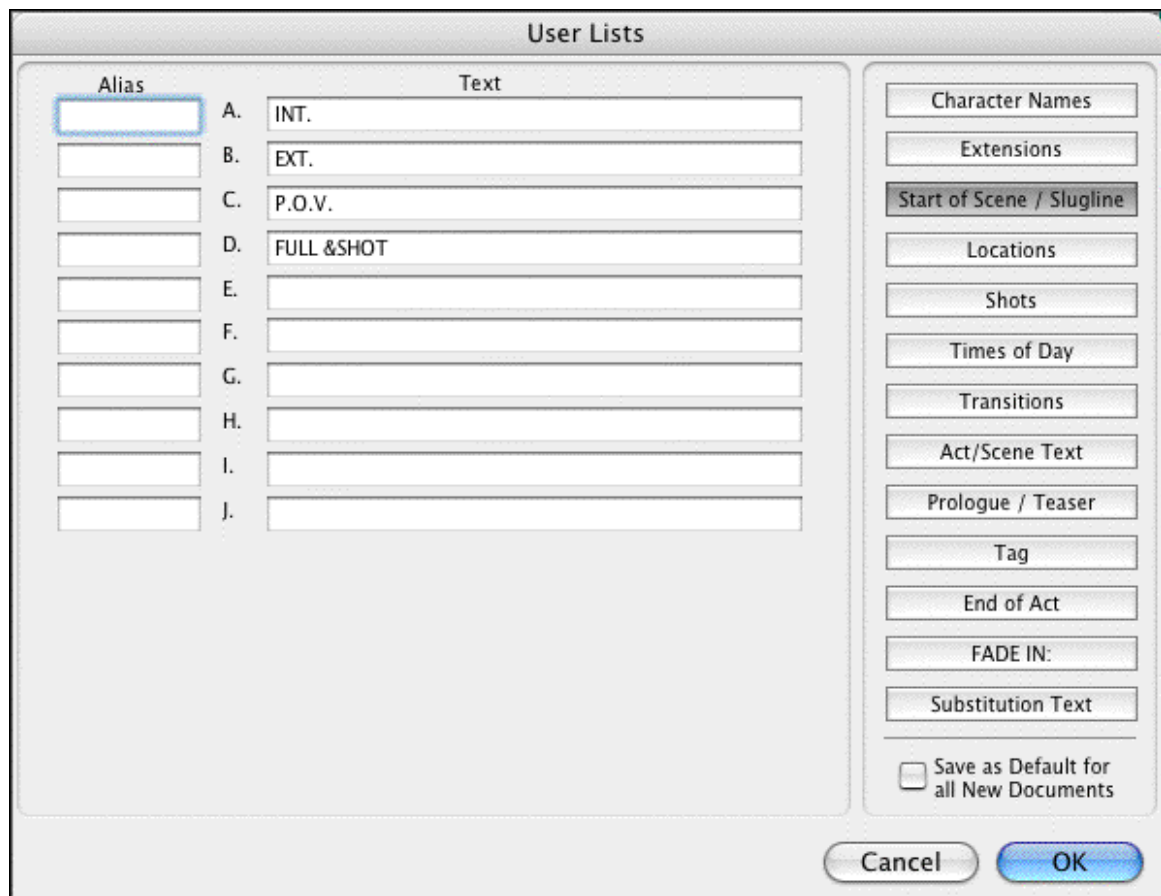 User Lists
Alias Text
A. INT.
B. EXT.
C. P.O.V.
D. FULL &SHOT
E.
F.
G.
H.
I.
J.
Character Names
Extensions
Start of Scene / Slugline
Locations
Shots
Times of Day
Transitions
Act/Scene Text
Prologue / Teaser
Tag
End of Act
FADE IN:
Substitution Text
Save as Default for
all New Documents
Cancel OK